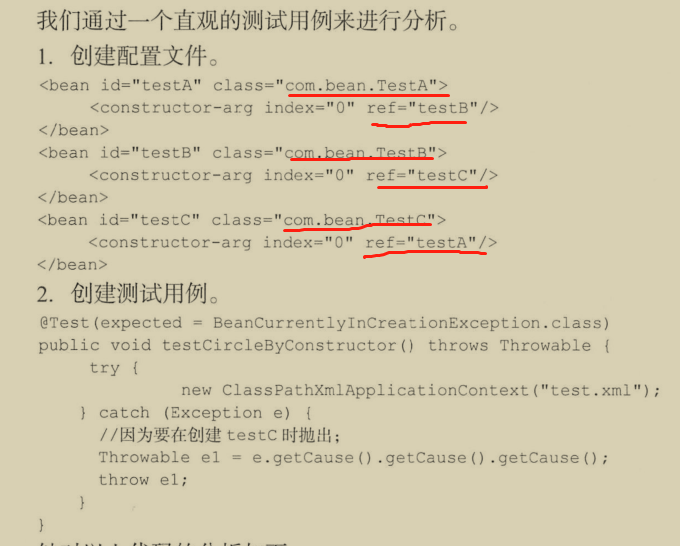 我们通过一个直观的测试用例来进行分析。
1. 创建配置文件。
<bean id="testA" class="com.bean.TestA">
<constructor-arg index="0" ref="testB"/>
</bean>
<bean id="testB" class="com.bean.TestB">
<constructor-arg index="0" ref="testC"/>
</bean>
<bean id="testC" class="com.bean.TestC">
<constructor-arg index="0" ref="testA"/>
</bean>
2. 创建测试用例。
@Test(expected = BeanCurrentlyInCreationException.class)
public void testCircleByConstructor() throws Throwable {
try {
new ClassPathXmlApplicationContext("test.xml");
} catch (Exception e) {
//因为要在创建 testC 时抛出;
Throwable e1 = e.getCause().getCause().getCause();
throw e1;
}
}